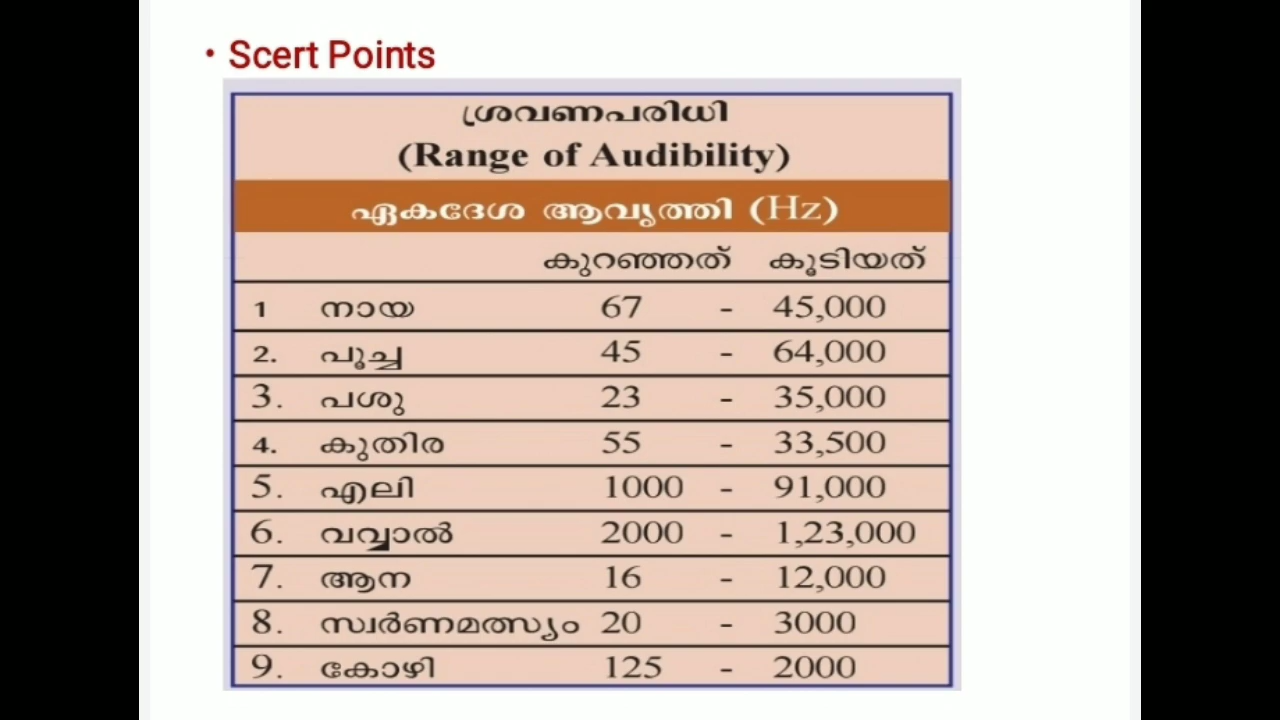 • Scert Points
ശ്രവണപരിധി
(Range of Audibility)
ഏകദേശ ആവൃത്തി (Hz)
കുറഞ്ഞത് കൂടിയത്
1 നായ 67 - 45,000
2. പൂച്ച 45 - 64,000
3. പശു 23 - 35,000
4. കുതിര 55 - 33,500
5. എലി 1000 - 91,000
6. വവ്വാൽ 2000 - 1,23,000
7. ആന 16 - 12,000
8. സ്വർണമത്സ്യം 20 - 3000
9. കോഴി 125 - 2000